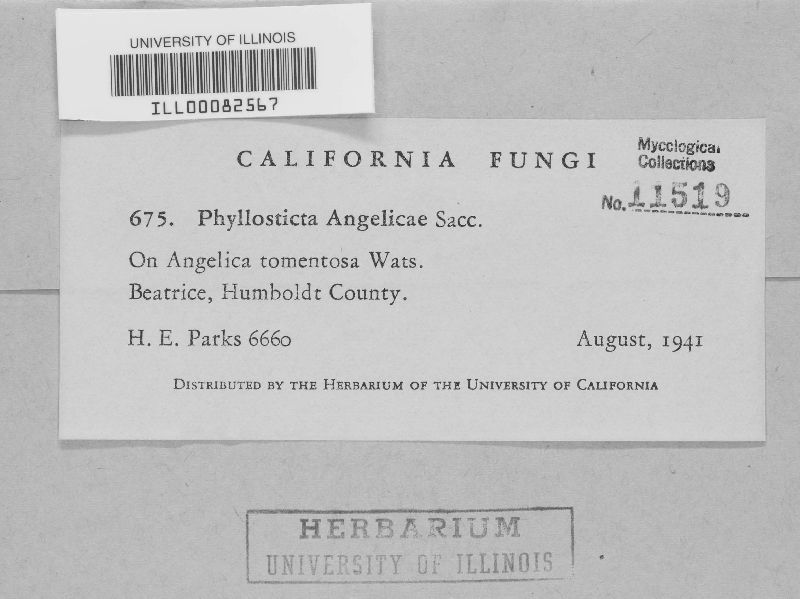 UNIVERSITY OF ILLINOIS
ILL00082567
CALIFORNIA FUNGI
Mycological
Collections
No. 11519
675. Phyllosticta Angelicae Sacc.
On Angelica tomentosa Wats.
Beatrice, Humboldt County.
H. E. Parks 6660 August, 1941
DISTRIBUTED BY THE HERBARIUM OF THE UNIVERSITY OF CALIFORNIA
HERBARIUM
UNIVERSITY OF ILLINOIS